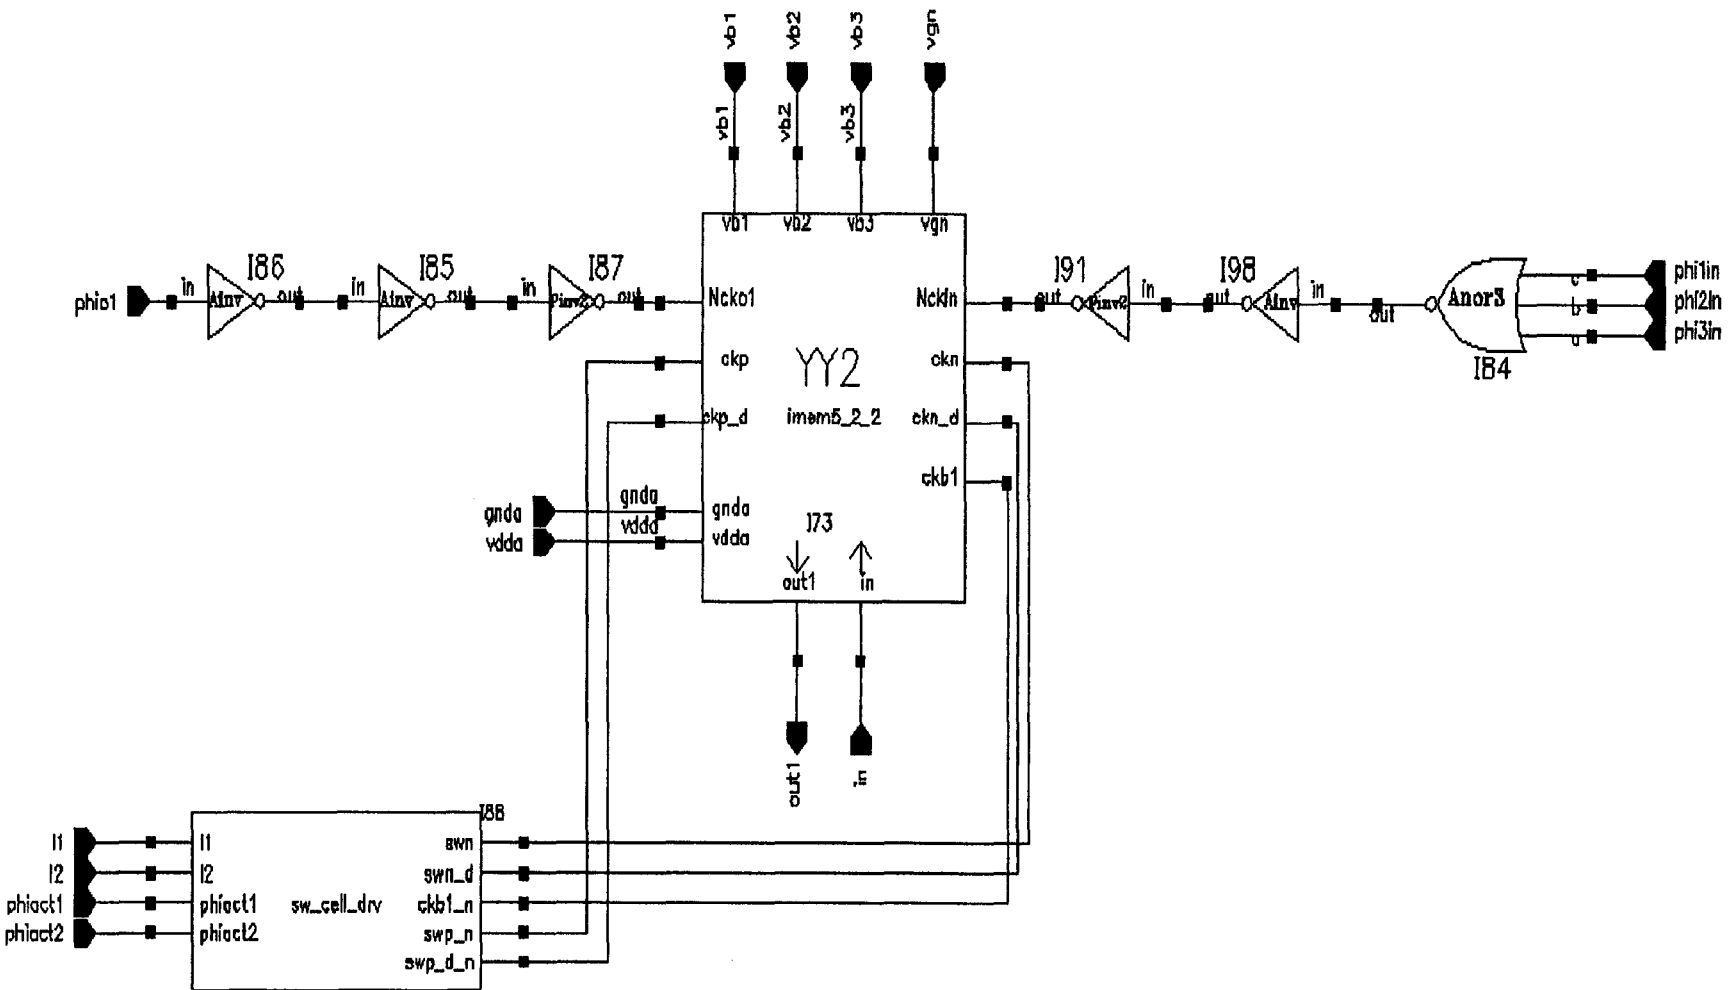 vb1 vb2 vb3 vgn
vb1 vb2 vb3
vb1 vb2 vb3 vgn
I86 I85 I87 I91 I98
phio1 in Ainv out in Ainv out in Pinv2 out Ncko1 Nckin out Pinv2 in out Ainv in out Anor3 c phi1in
b phi2in
a phi3in
I84
ckp YY2 ckn
ckp_d imem5_2_2 ckn_d
ckb1
gnda gnda gnda I73
vdda vdda vdda
out1 in
out1 in
I88
I1 I1 swn
I2 I2 swn_d
phiact1 phiact1 sw_cell_drv ckb1_n
phiact2 phiact2 swp_n
swp_d_n